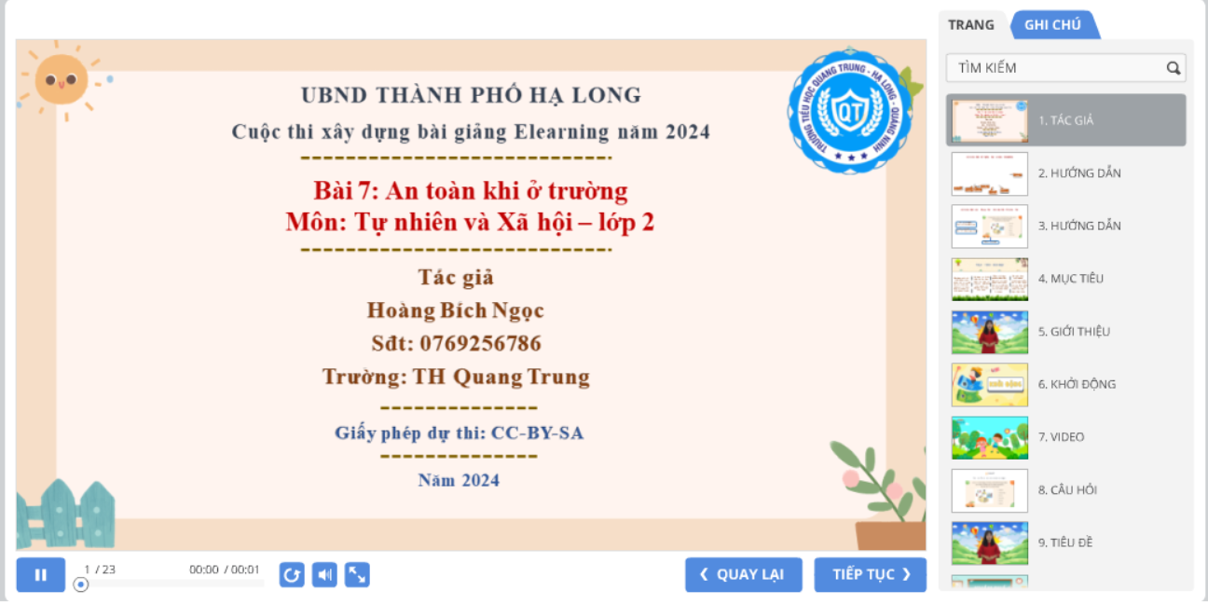 TRANG
GHI CHÚ
TÌM KIẾM
UBND THÀNH PHỐ HẠ LONG
Cuộc thi xây dựng bài giảng Elearning năm 2024
Bài 7: An toàn khi ở trường
Môn: Tự nhiên và Xã hội – lớp 2
Tác giả
Hoàng Bích Ngọc
Sđt: 0769256786
Trường: TH Quang Trung
Giấy phép dự thi: CC-BY-SA
Năm 2024
TRƯỜNG TIỂU HỌC QUANG TRUNG - HẠ LONG - QUẢNG NINH
QT
1. TÁC GIẢ
2. HƯỚNG DẪN
3. HƯỚNG DẪN
4. MỤC TIÊU
5. GIỚI THIỆU
6. KHỞI ĐỘNG
KHỞI ĐỘNG
7. VIDEO
8. CÂU HỎI
9. TIÊU ĐỀ
1 / 23
00:00 / 00:01
❮ QUAY LẠI
TIẾP TỤC ❯